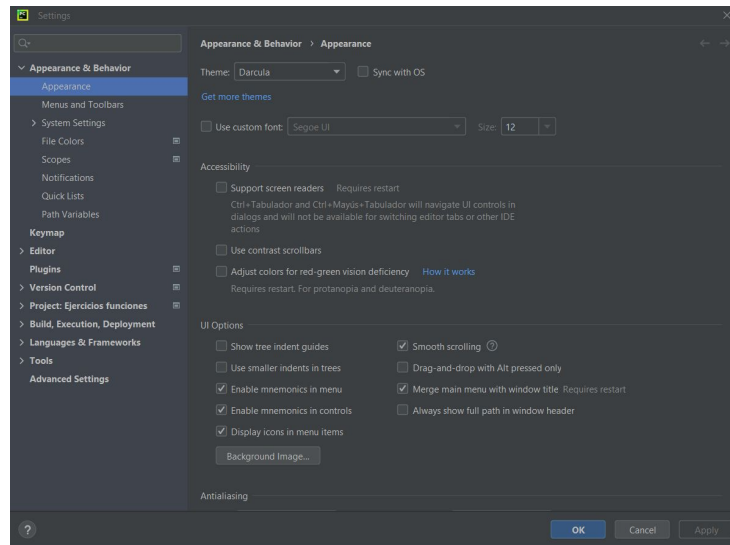 PC Settings
Appearance & Behavior
Appearance
Menus and Toolbars
System Settings
File Colors
Scopes
Notifications
Quick Lists
Path Variables
Keymap
Editor
Plugins
Version Control
Project: Ejercicios funciones
Build, Execution, Deployment
Languages & Frameworks
Tools
Advanced Settings
Appearance & Behavior › Appearance
Theme: Darcula Sync with OS
Get more themes
Use custom font: Segoe UI Size: 12
Accessibility
Support screen readers Requires restart
Ctrl+Tabulador and Ctrl+Mayús+Tabulador will navigate UI controls in
dialogs and will not be available for switching editor tabs or other IDE
actions
Use contrast scrollbars
Adjust colors for red-green vision deficiency How it works
Requires restart. For protanopia and deuteranopia.
UI Options
Show tree indent guides Smooth scrolling ?
Use smaller indents in trees Drag-and-drop with Alt pressed only
Enable mnemonics in menu Merge main menu with window title Requires restart
Enable mnemonics in controls Always show full path in window header
Display icons in menu items
Background Image...
Antialiasing
? OK Cancel Apply